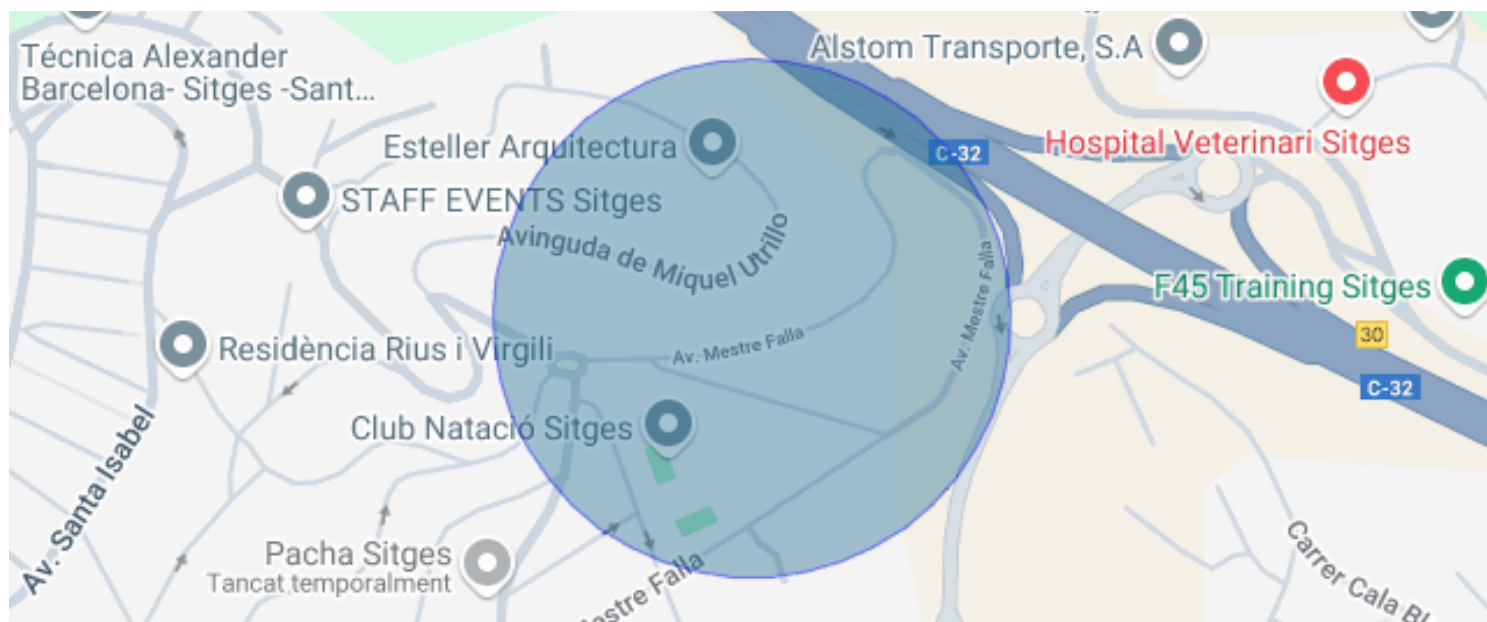 Técnica Alexander
Barcelona- Sitges -Sant...
Alstom Transporte, S.A
Esteller Arquitectura
C-32
Hospital Veterinari Sitges
STAFF EVENTS Sitges
Avinguda de Miquel Utrillo
Av. Mestre Falla
F45 Training Sitges
30
Residència Rius i Virgili
Av. Mestre Falla
C-32
Club Natació Sitges
Av. Santa Isabel
Pacha Sitges
Tancat temporalment
Mestre Falla
Carrer Cala Bl